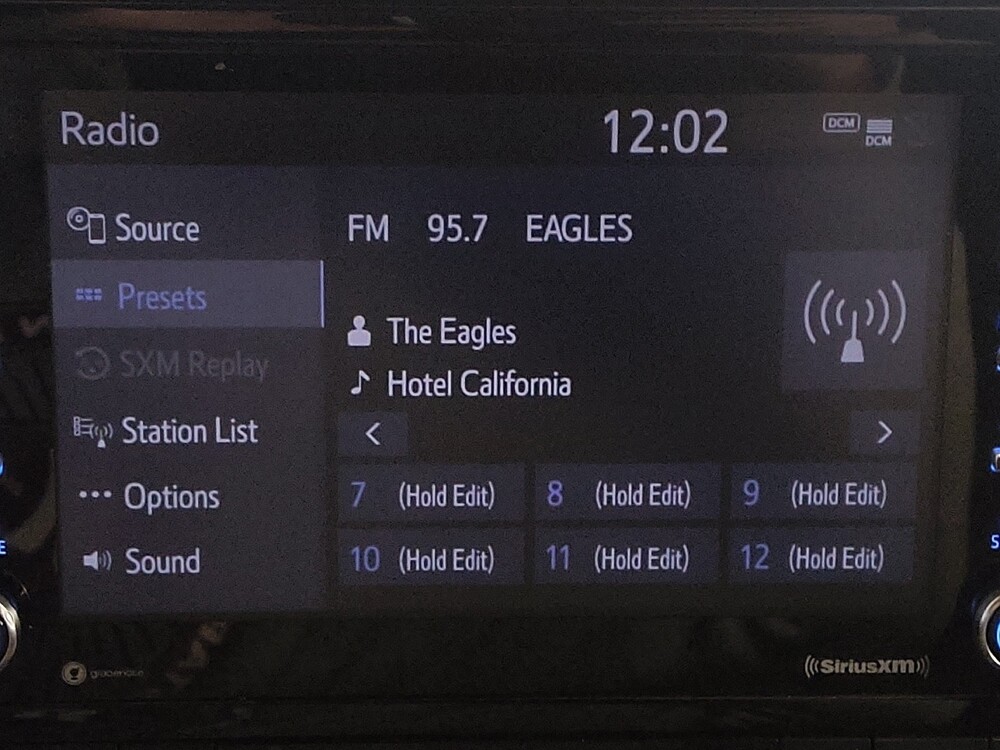 Radio 12:02 DCM DCM
Source
FM 95.7 EAGLES
Presets
The Eagles
SXM Replay
Hotel California
Station List
< >
Options
7 (Hold Edit) 8 (Hold Edit) 9 (Hold Edit)
Sound
10 (Hold Edit) 11 (Hold Edit) 12 (Hold Edit)
gracenote
SiriusXM